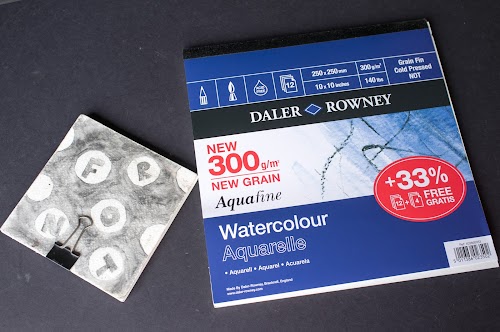 F R
O N
T
12
250 x 250 mm
10 x 10 inches
300 g/m²
140 lbs
Grain Fin
Cold Pressed
NOT
DALER ROWNEY
NEW
300 g/m²
NEW GRAIN
Aquafine
+33%
12 + 4 FREE
GRATIS
Watercolour
Aquarelle
• Aquarell • Aquarel • Acuarela
Made By Daler-Rowney, Bracknell, England
www.daler-rowney.com